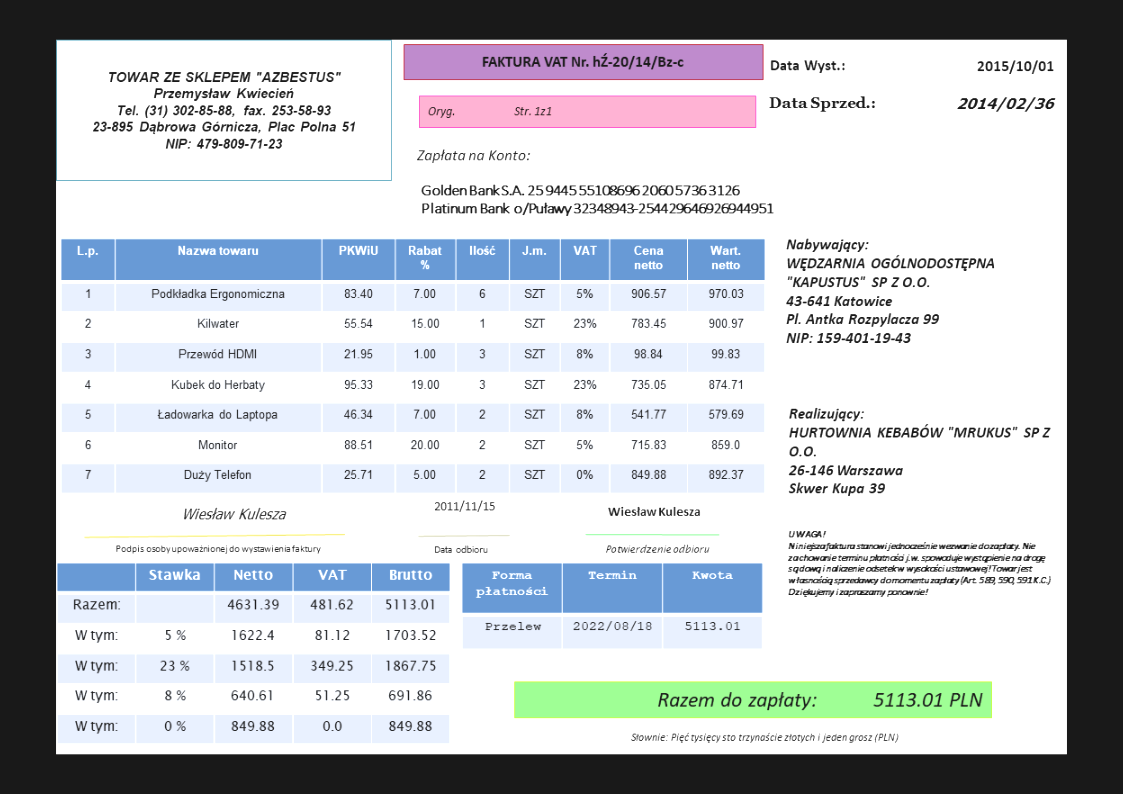 TOWAR ZE SKLEPEM "AZBESTUS"
Przemysław Kwiecień
Tel. (31) 302-85-88, fax. 253-58-93
23-895 Dąbrowa Górnicza, Plac Polna 51
NIP: 479-809-71-23
FAKTURA VAT Nr. hŹ-20/14/Bz-c
Oryg. Str. 1z1
Data Wyst.: 2015/10/01
Data Sprzed.: 2014/02/36
Zapłata na Konto:
Golden Bank S.A. 25 9445 5510 8696 2060 5736 3126
Platinum Bank o/Puławy 32348943-254429646926944951
L.p. Nazwa towaru PKWiU Rabat % Ilość J.m. VAT Cena netto Wart. netto
1 Podkładka Ergonomiczna 83.40 7.00 6 SZT 5% 906.57 970.03
2 Kilwater 55.54 15.00 1 SZT 23% 783.45 900.97
3 Przewód HDMI 21.95 1.00 3 SZT 8% 98.84 99.83
4 Kubek do Herbaty 95.33 19.00 3 SZT 23% 735.05 874.71
5 Ładowarka do Laptopa 46.34 7.00 2 SZT 8% 541.77 579.69
6 Monitor 88.51 20.00 2 SZT 5% 715.83 859.0
7 Duży Telefon 25.71 5.00 2 SZT 0% 849.88 892.37
Nabywający:
WĘDZARNIA OGÓLNODOSTĘPNA
"KAPUSTUS" SP Z O.O.
43-641 Katowice
Pl. Antka Rozpylacza 99
NIP: 159-401-19-43
Realizujący:
HURTOWNIA KEBABÓW "MRUKUS" SP Z
O.O.
26-146 Warszawa
Skwer Kupa 39
Wiesław Kulesza
Podpis osoby upoważnionej do wystawienia faktury
2011/11/15
Data odbioru
Wiesław Kulesza
Potwierdzenie odbioru
UWAGA!
Niniejsza faktura stanowi jednocześnie wezwanie do zapłaty. Nie
zachowanie terminu płatności j.w. spowoduje wystąpienie na drogę
sądową i naliczenie odsetek w wysokości ustawowej! Towar jest
własnością sprzedawcy do momentu zapłaty (Art. 589, 590, 591 K.C.)
Dziękujemy i zapraszamy ponownie!
Stawka Netto VAT Brutto
Razem: 4631.39 481.62 5113.01
W tym: 5 % 1622.4 81.12 1703.52
W tym: 23 % 1518.5 349.25 1867.75
W tym: 8 % 640.61 51.25 691.86
W tym: 0 % 849.88 0.0 849.88
Forma płatności Termin Kwota
Przelew 2022/08/18 5113.01
Razem do zapłaty: 5113.01 PLN
Słownie: Pięć tysięcy sto trzynaście złotych i jeden grosz (PLN)